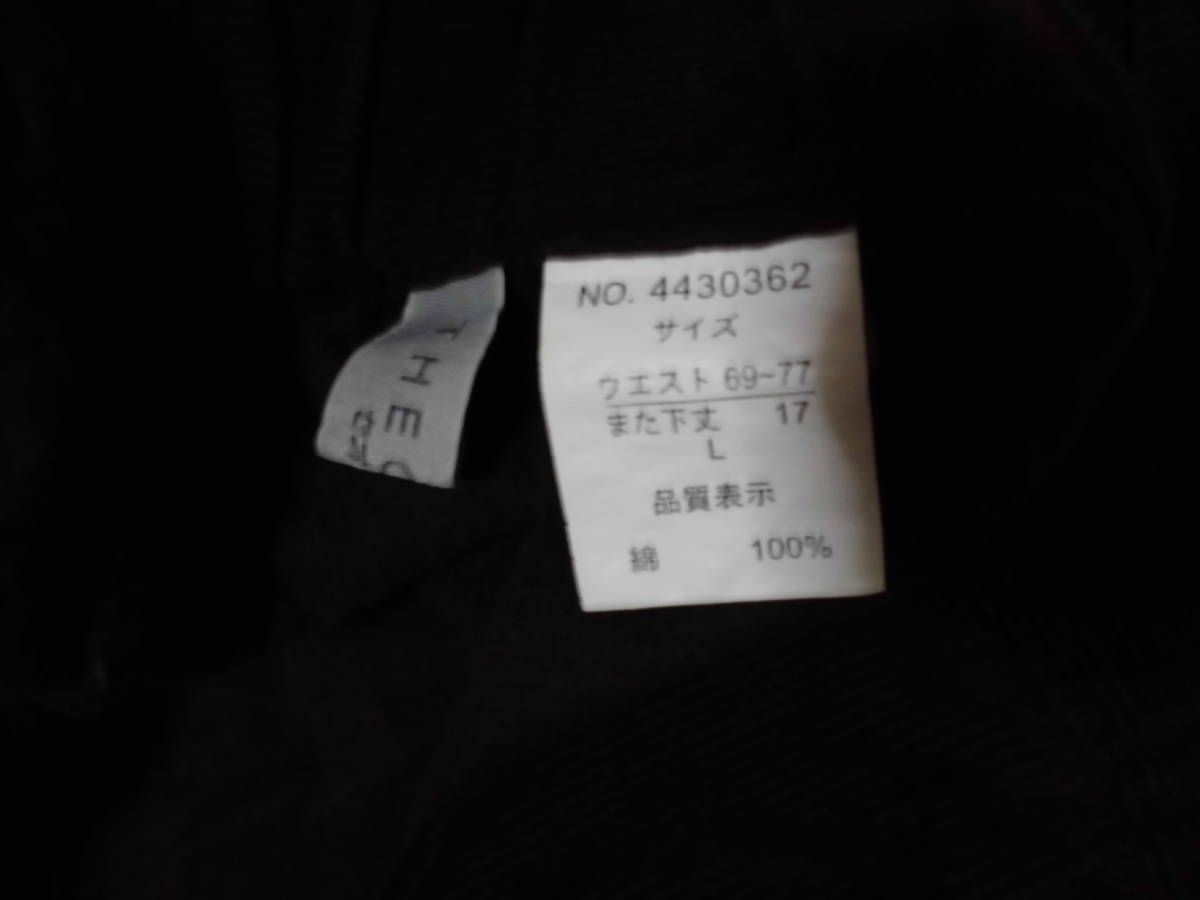 THE
NO. 4430362
サイズ
ウエスト 69~77
また下丈 17
L
品質表示
綿 100%